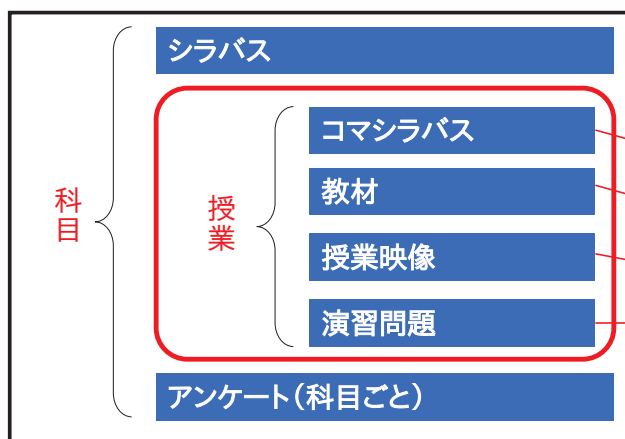 シラバス
コマシラバス
教材
授業映像
演習問題
アンケート(科目ごと)
科目
授業